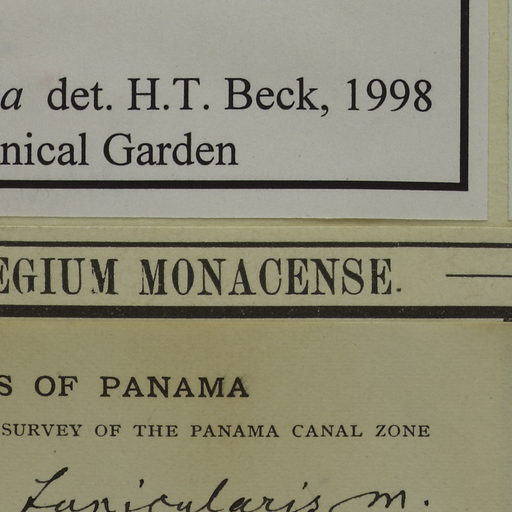 a det. H.T. Beck, 1998
nical Garden
EGIUM MONACENSE.
S OF PANAMA
SURVEY OF THE PANAMA CANAL ZONE
funicularis m.